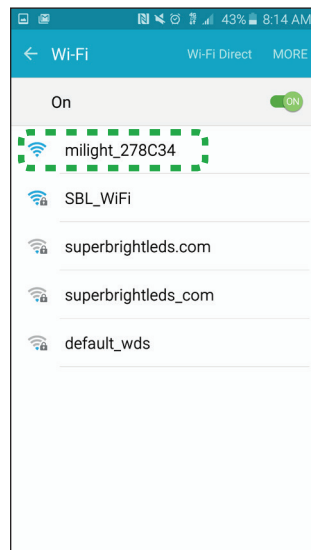 43% 8:14 AM
Wi-Fi Wi-Fi Direct MORE
On ON
milight_278C34
SBL_WiFi
superbrightleds.com
superbrightleds_com
default_wds